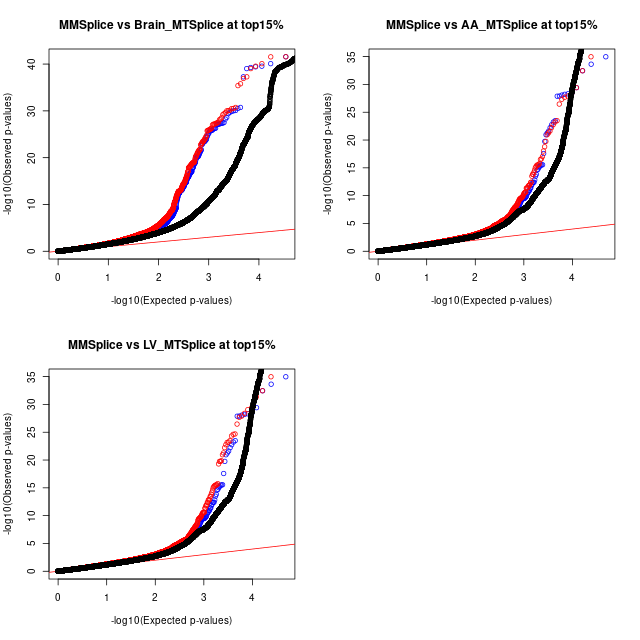 MMSplice vs Brain_MTSplice at top15%
MMSplice vs AA_MTSplice at top15%
-log10(Observed p-values)
0 10 20 30 40
0 1 2 3 4
-log10(Expected p-values)
-log10(Observed p-values)
0 5 10 15 20 25 30 35
0 1 2 3 4
-log10(Expected p-values)
MMSplice vs LV_MTSplice at top15%
-log10(Observed p-values)
0 5 10 15 20 25 30 35
0 1 2 3 4
-log10(Expected p-values)